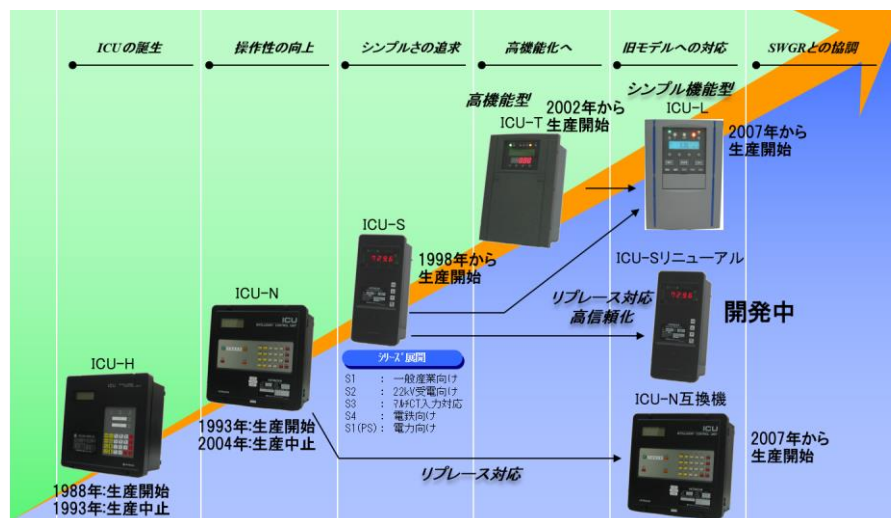 ICUの誕生
操作性の向上
シンプルさの追求
高機能化へ
旧モデルへの対応
SWGRとの協調
高機能型
ICU-T
2002年から
生産開始
シンプル機能型
ICU-L
2007年から
生産開始
ICU-S
1998年から
生産開始
ICU-Sリニューアル
リプレース対応
高信頼化
開発中
ICU-N
ICU
1993年:生産開始
2004年:生産中止
シリーズ展開
S1 : 一般産業向け
S2 : 22kV受電向け
S3 : マルチCT入力対応
S4 : 電鉄向け
S1(PS) : 電力向け
ICU-H
1988年:生産開始
1993年:生産中止
リプレース対応
ICU-N互換機
ICU
2007年から
生産開始